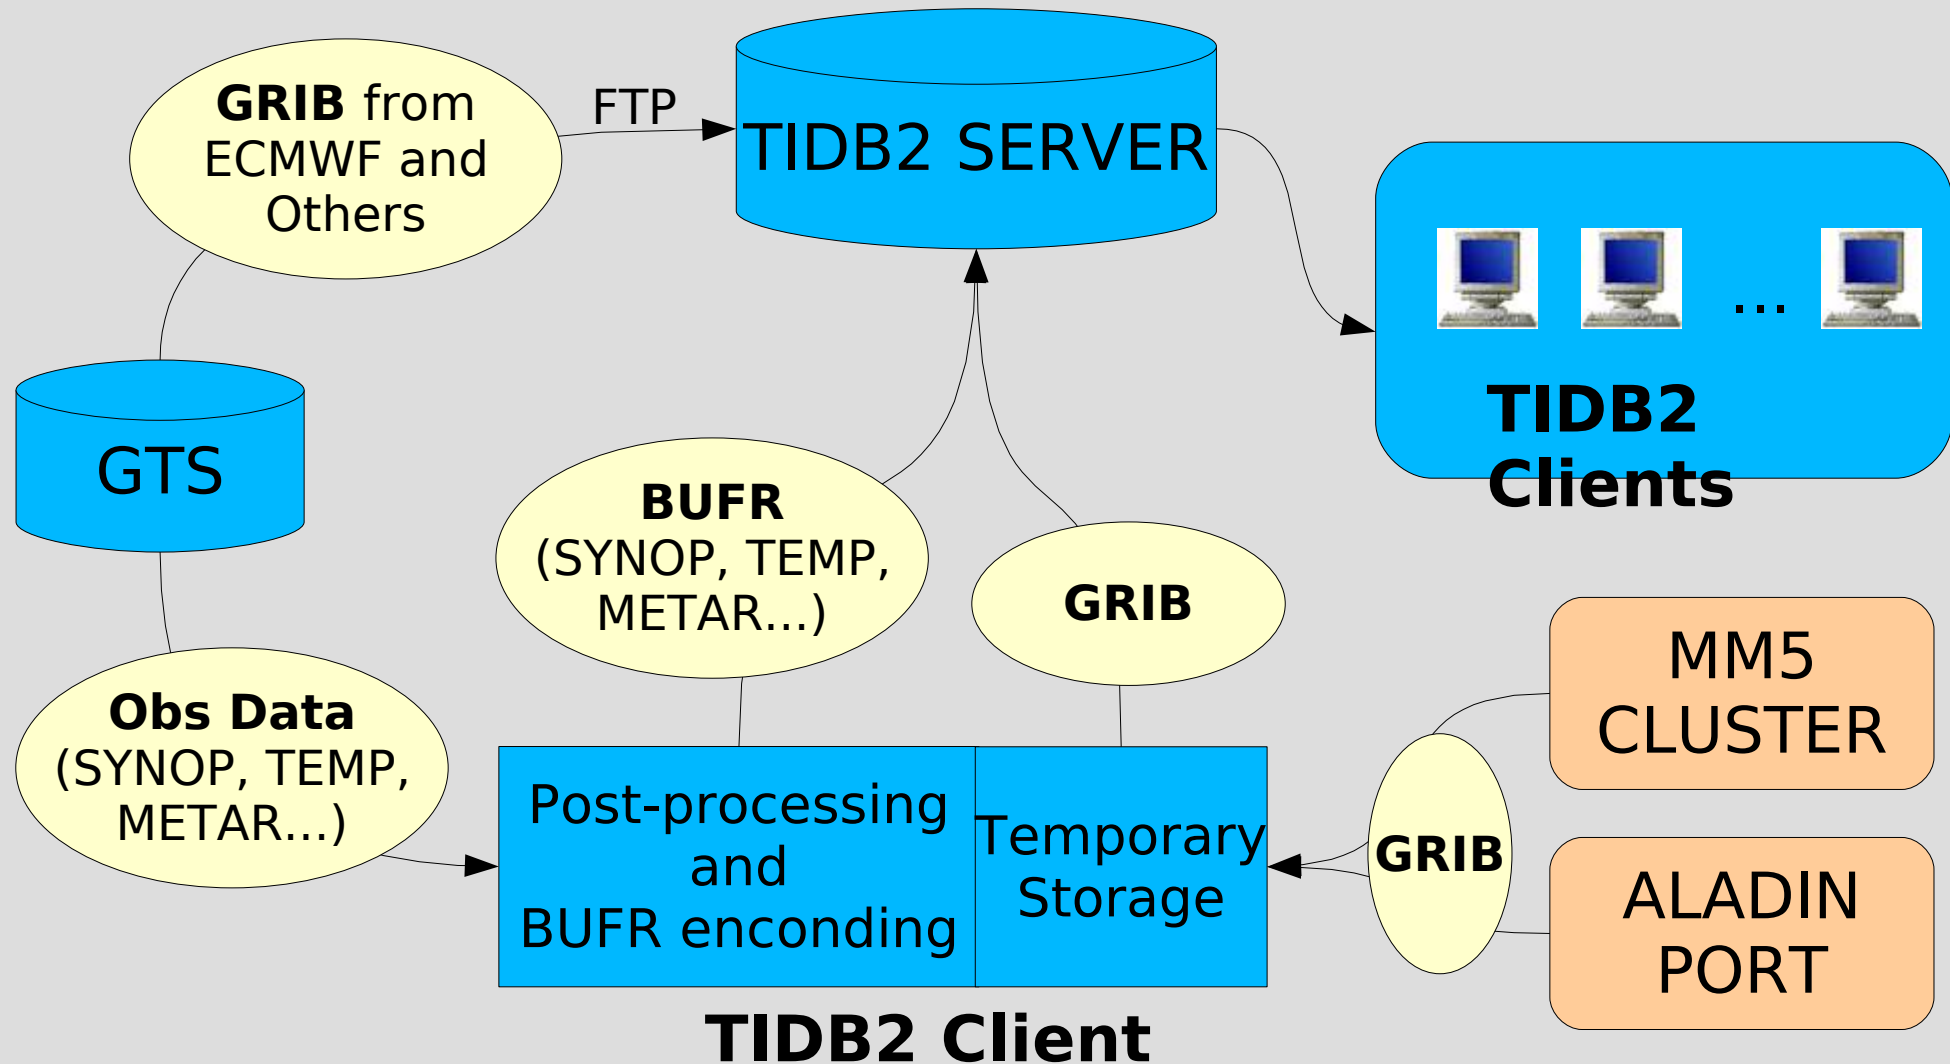 GRIB from
ECMWF and
Others
FTP
TIDB2 SERVER
...
TIDB2
Clients
GTS
BUFR
(SYNOP, TEMP,
METAR...)
GRIB
Obs Data
(SYNOP, TEMP,
METAR...)
Post-processing
and
BUFR enconding
Temporary
Storage
GRIB
MM5
CLUSTER
ALADIN
PORT
TIDB2 Client